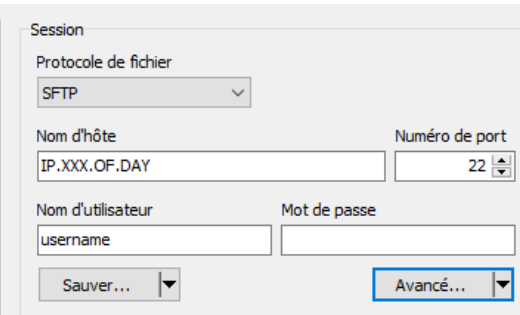 Session
Protocole de fichier
SFTP
Nom d'hôte Numéro de port
IP.XXX.OF.DAY 22
Nom d'utilisateur Mot de passe
username
Sauver... Avancé...